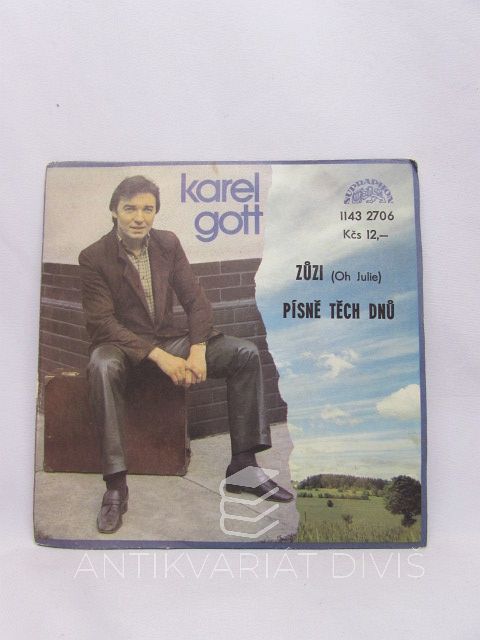 karel
gott
SUPRAPHON
1143 2706
Kčs 12,—
ZŮZI (Oh Julie)
PÍSNĚ TĚCH DNŮ
ANTIKVARIÁT DIVIŠ